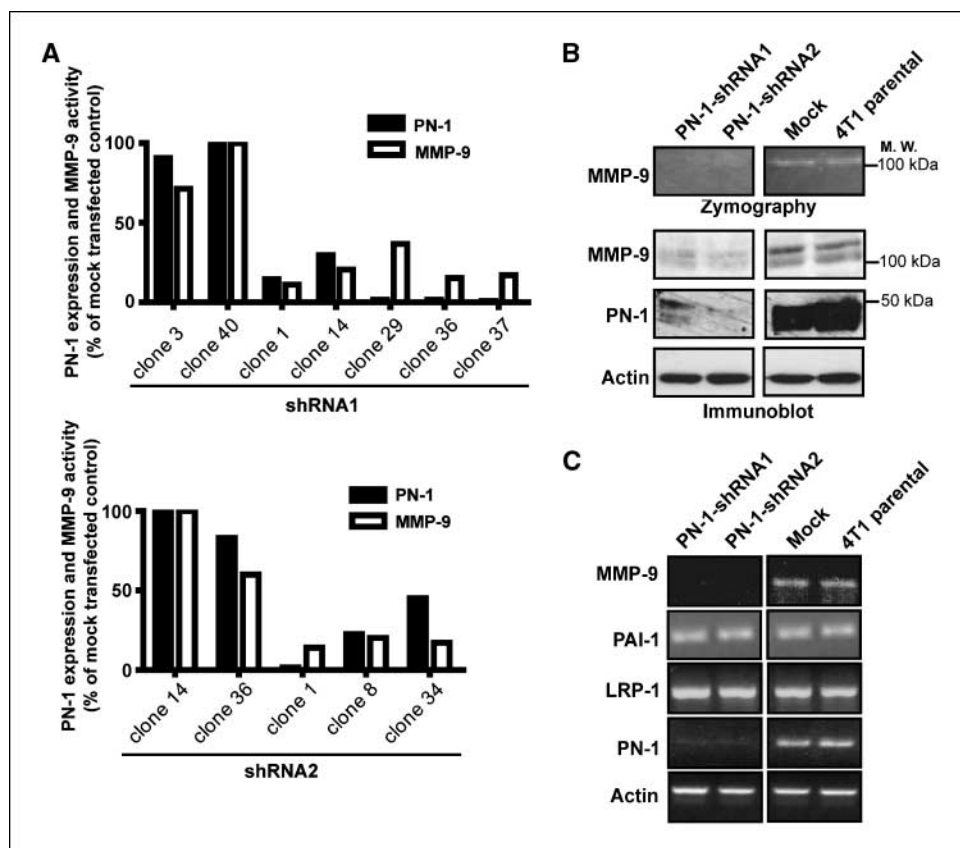 A
PN-1 expression and MMP-9 activity
(% of mock transfected control)
PN-1
MMP-9
100
50
0
clone 3
clone 40
clone 1
clone 14
clone 29
clone 36
clone 37
shRNA1
PN-1 expression and MMP-9 activity
(% of mock transfected control)
PN-1
MMP-9
100
50
0
clone 14
clone 36
clone 1
clone 8
clone 34
shRNA2
B
PN-1-shRNA1
PN-1-shRNA2
Mock
4T1 parental
M. W.
MMP-9
100 kDa
Zymography
MMP-9
100 kDa
PN-1
50 kDa
Actin
Immunoblot
C
PN-1-shRNA1
PN-1-shRNA2
Mock
4T1 parental
MMP-9
PAI-1
LRP-1
PN-1
Actin